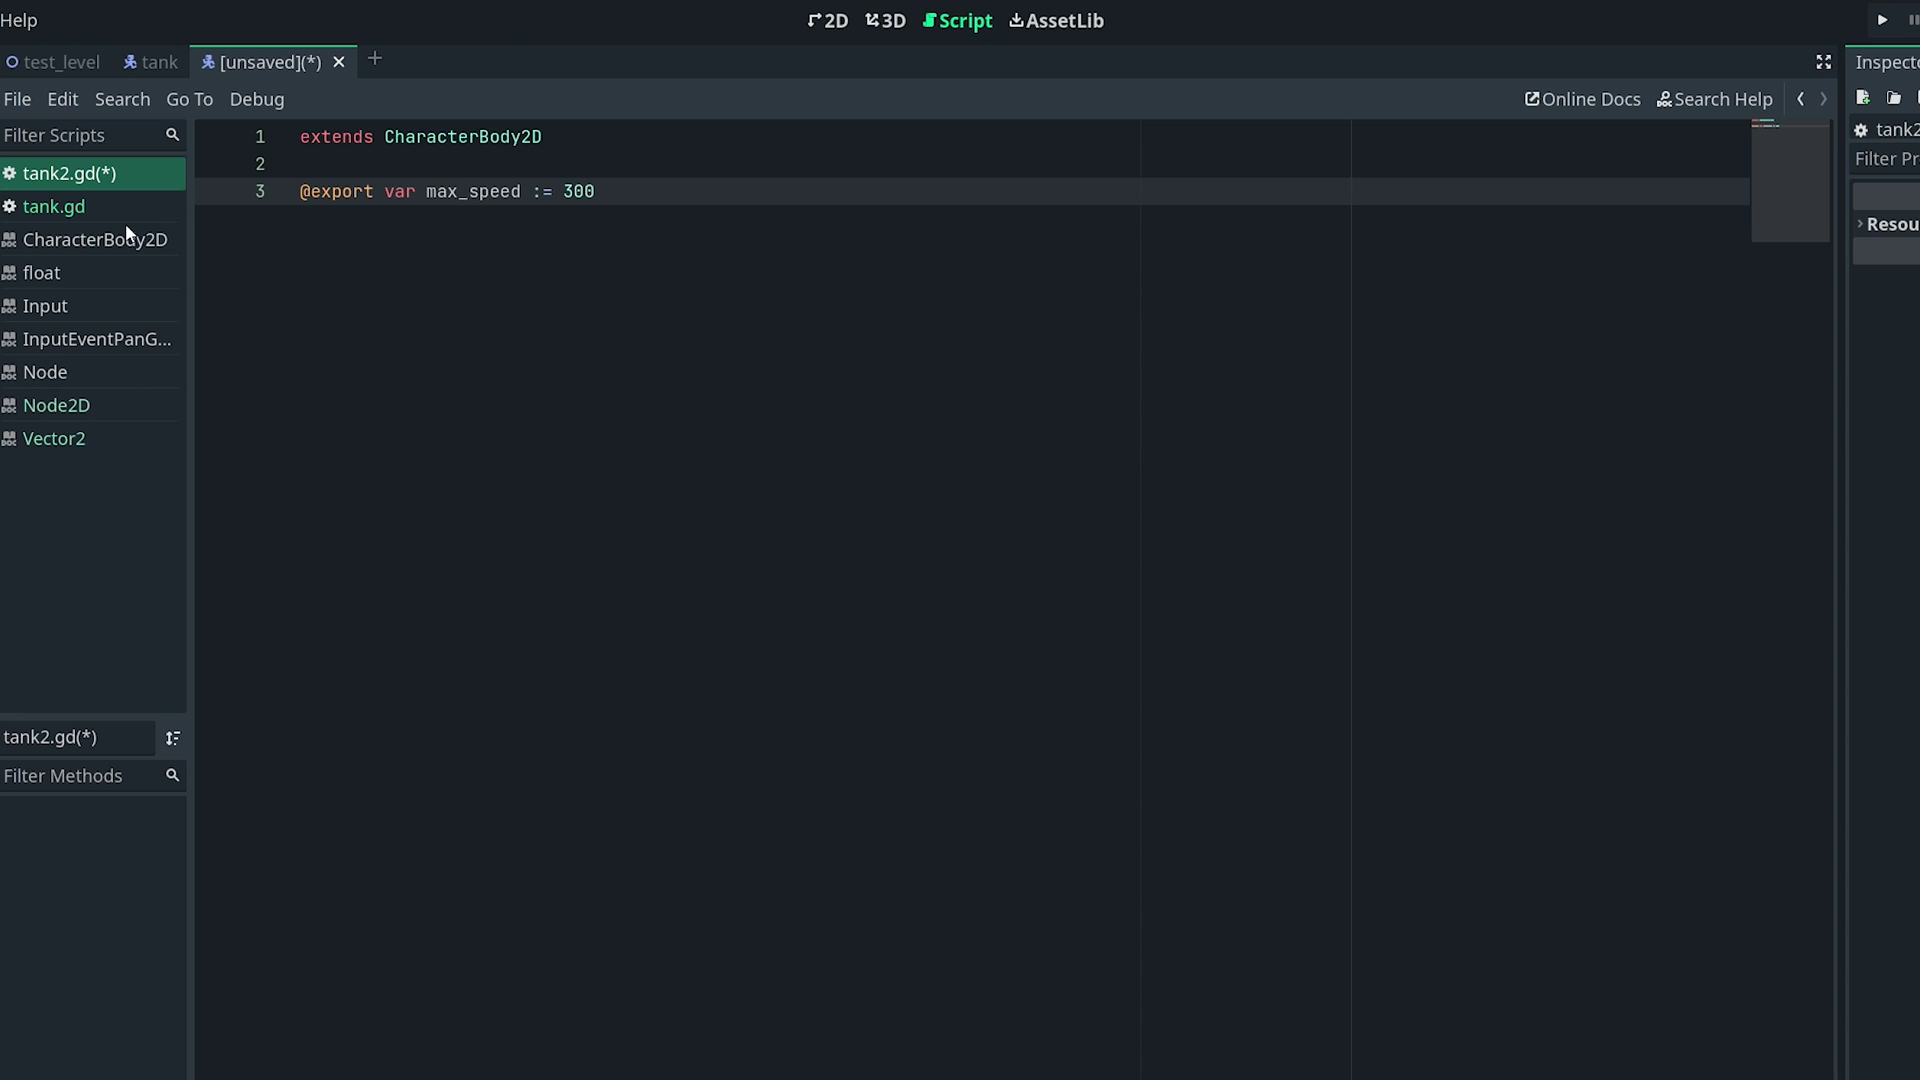 Help
2D 3D Script AssetLib
test_level tank [unsaved](*)
Inspecto
File Edit Search Go To Debug
Online Docs Search Help
Filter Scripts
tank2.gd(*)
tank.gd
CharacterBody2D
float
Input
InputEventPanG...
Node
Node2D
Vector2
tank2.gd(*)
Filter Methods
1 extends CharacterBody2D
2
3 @export var max_speed := 300
tank2
Filter Pr
Resou